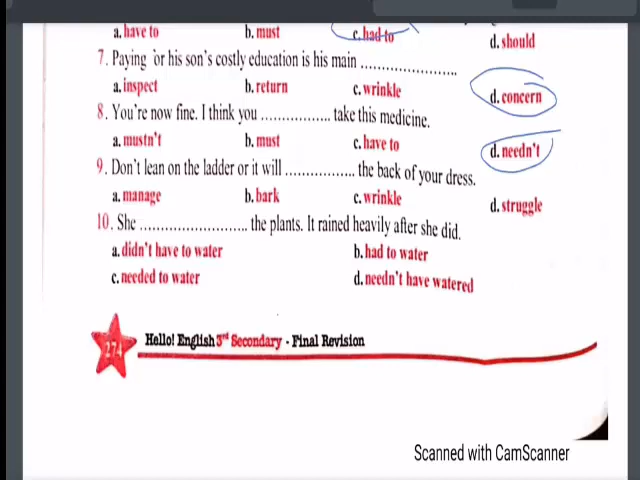 a. have to b. must c. had to d. should
7. Paying for his son's costly education is his main ......................
a. inspect b. return c. wrinkle d. concern
8. You're now fine. I think you ................ take this medicine.
a. mustn't b. must c. have to d. needn't
9. Don't lean on the ladder or it will ................ the back of your dress.
a. manage b. bark c. wrinkle d. struggle
10. She ........................ the plants. It rained heavily after she did.
a. didn't have to water b. had to water
c. needed to water d. needn't have watered
274 Hello! English 3rd Secondary - Final Revision
Scanned with CamScanner